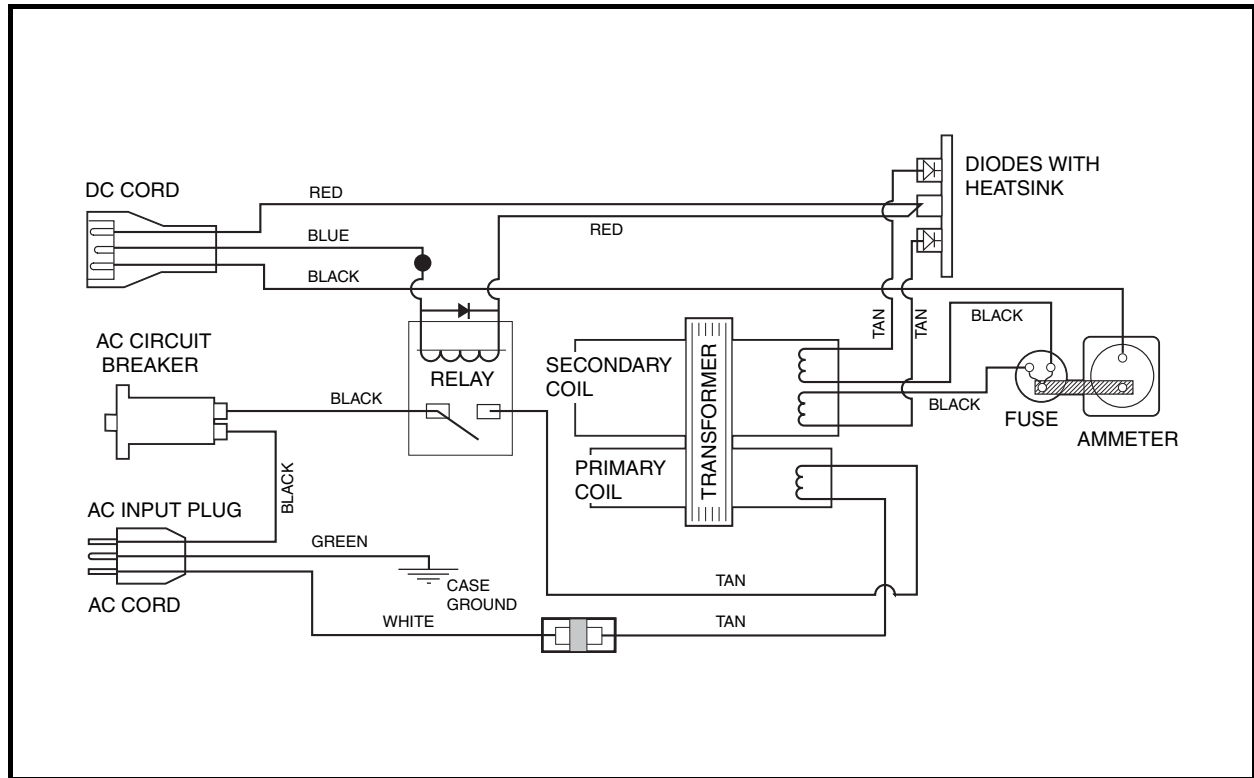 DIODES WITH
HEATSINK
DC CORD
RED
BLUE
RED
BLACK
TAN
TAN
BLACK
AC CIRCUIT
BREAKER
SECONDARY
COIL
TRANSFORMER
RELAY
BLACK
BLACK
FUSE
AMMETER
PRIMARY
COIL
BLACK
AC INPUT PLUG
GREEN
CASE
GROUND
TAN
AC CORD
WHITE
TAN